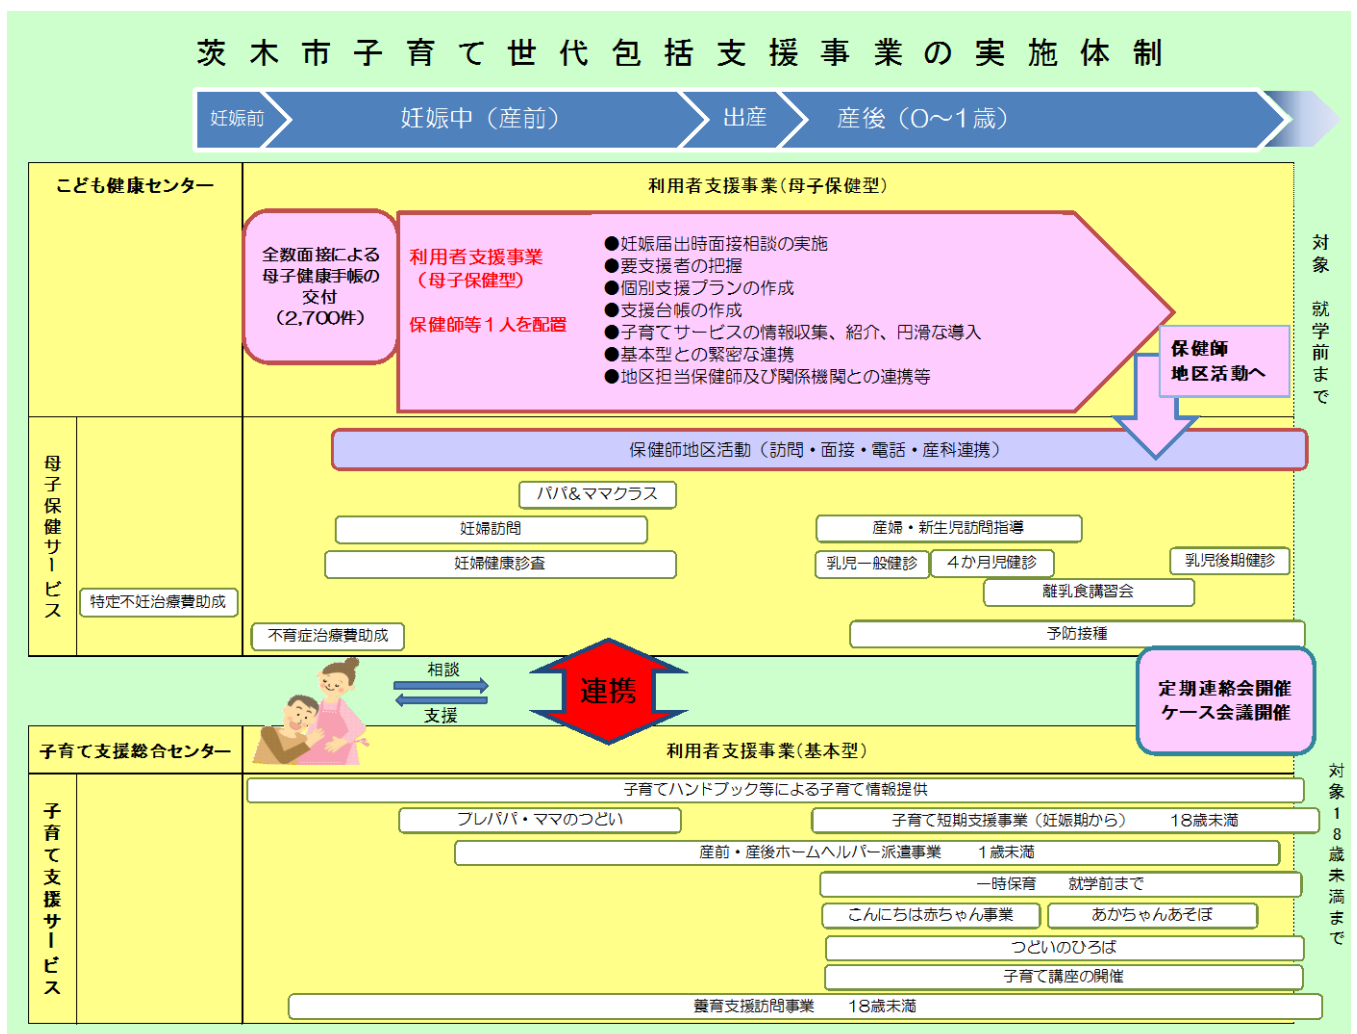 茨木市子育て世代包括支援事業の実施体制
妊娠前
妊娠中（産前）
出産
産後（0～1歳）
こども健康センター
利用者支援事業(母子保健型)
全数面接による
母子健康手帳の
交付
（2,700件）
利用者支援事業
（母子保健型）
保健師等１人を配置
●妊娠届出時面接相談の実施
●要支援者の把握
●個別支援プランの作成
●支援台帳の作成
●子育てサービスの情報収集、紹介、円滑な導入
●基本型との緊密な連携
●地区担当保健師及び関係機関との連携等
保健師
地区活動へ
対象　就学前まで
母子保健サービス
保健師地区活動（訪問・面接・電話・産科連携）
パパ&ママクラス
妊婦訪問
産婦・新生児訪問指導
妊婦健康診査
乳児一般健診
４か月児健診
乳児後期健診
離乳食講習会
特定不妊治療費助成
不育症治療費助成
予防接種
相談
支援
連携
定期連絡会開催
ケース会議開催
子育て支援総合センター
利用者支援事業(基本型)
対象18歳未満まで
子育て支援サービス
子育てハンドブック等による子育て情報提供
プレパパ・ママのつどい
子育て短期支援事業（妊娠期から）　18歳未満
産前・産後ホームヘルパー派遣事業　1歳未満
一時保育　就学前まで
こんにちは赤ちゃん事業
あかちゃんあそぼ
つどいのひろば
子育て講座の開催
養育支援訪問事業　18歳未満